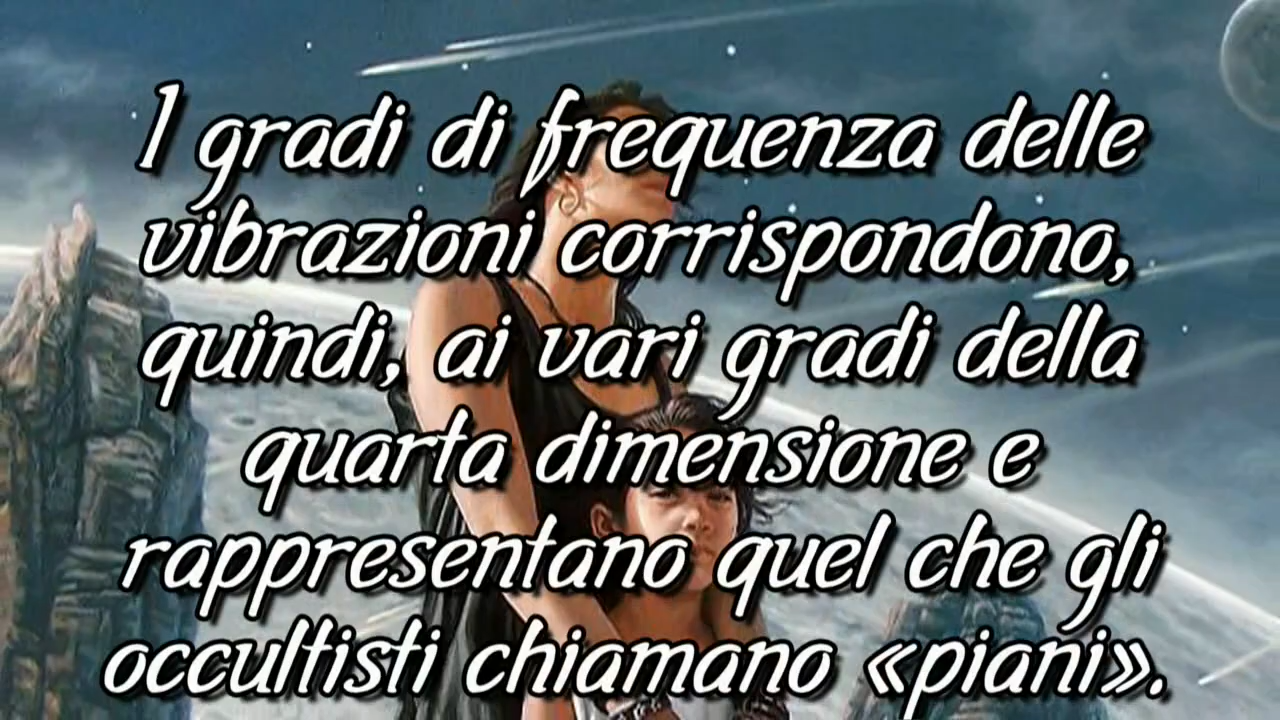 I gradi di frequenza delle
vibrazioni corrispondono,
quindi, ai vari gradi della
quarta dimensione e
rappresentano quel che gli
occultisti chiamano «piani».